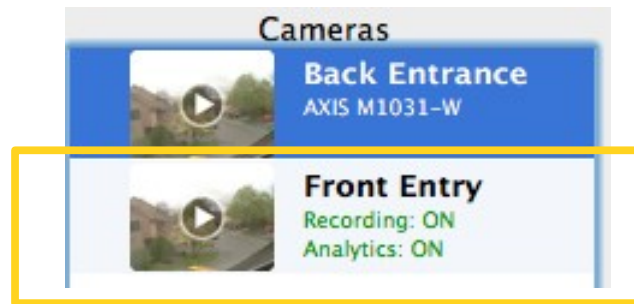 Cameras
Back Entrance
AXIS M1031-W
Front Entry
Recording: ON
Analytics: ON